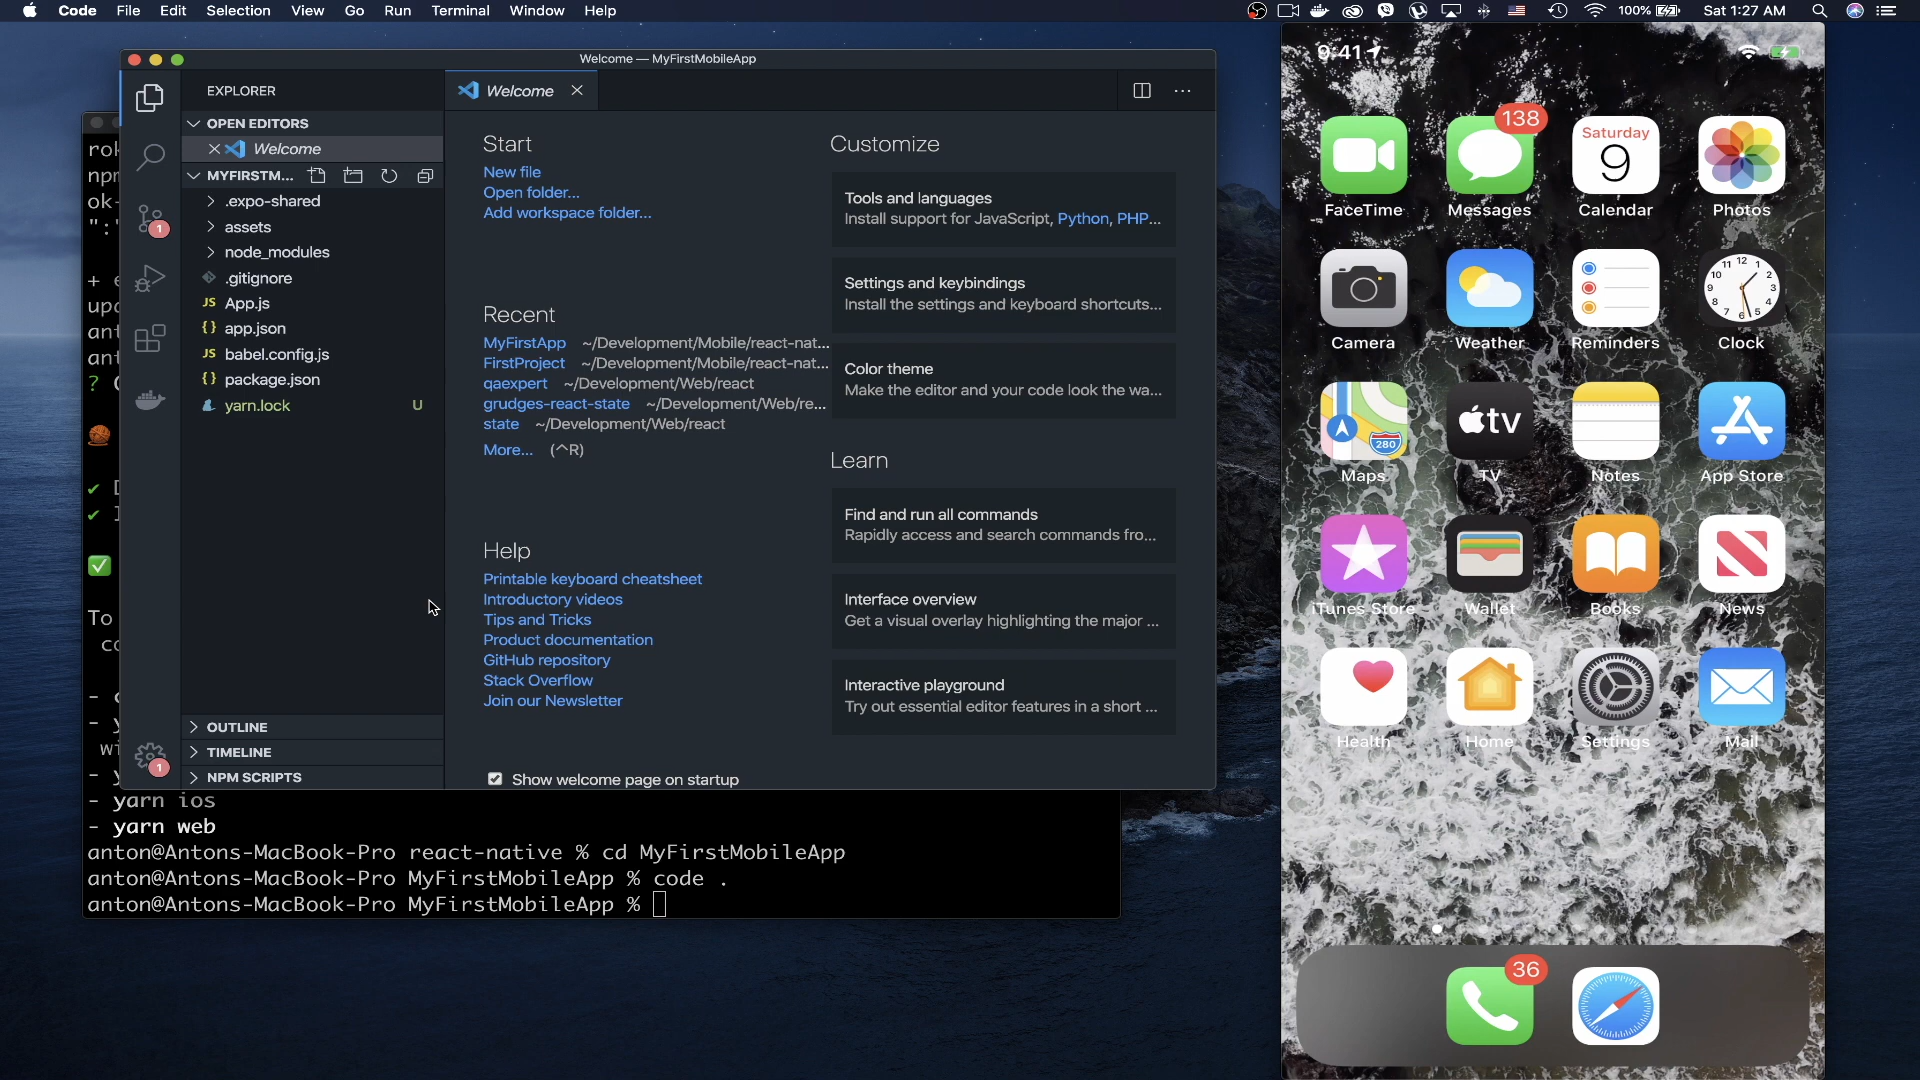 Code File Edit Selection View Go Run Terminal Window Help
100% Sat 1:27 AM
Welcome — MyFirstMobileApp
EXPLORER
OPEN EDITORS
Welcome
MYFIRSTM...
.expo-shared
assets
node_modules
.gitignore
JS App.js
{} app.json
JS babel.config.js
{} package.json
yarn.lock U
OUTLINE
TIMELINE
NPM SCRIPTS
1
1
Welcome
Start
New file
Open folder...
Add workspace folder...
Recent
MyFirstApp ~/Development/Mobile/react-nat...
FirstProject ~/Development/Mobile/react-nat...
qaexpert ~/Development/Web/react
grudges-react-state ~/Development/Web/re...
state ~/Development/Web/react
More... (^R)
Help
Printable keyboard cheatsheet
Introductory videos
Tips and Tricks
Product documentation
GitHub repository
Stack Overflow
Join our Newsletter
Show welcome page on startup
Customize
Tools and languages
Install support for JavaScript, Python, PHP...
Settings and keybindings
Install the settings and keyboard shortcuts...
Color theme
Make the editor and your code look the wa...
Learn
Find and run all commands
Rapidly access and search commands fro...
Interface overview
Get a visual overlay highlighting the major ...
Interactive playground
Try out essential editor features in a short ...
To
- yarn ios
- yarn web
anton@Antons-MacBook-Pro react-native % cd MyFirstMobileApp
anton@Antons-MacBook-Pro MyFirstMobileApp % code .
anton@Antons-MacBook-Pro MyFirstMobileApp %
9:41
138
Saturday
9
FaceTime Messages Calendar Photos
Camera Weather Reminders Clock
280
tv
Maps TV Notes App Store
iTunes Store Wallet Books News
Health Home Settings Mail
36